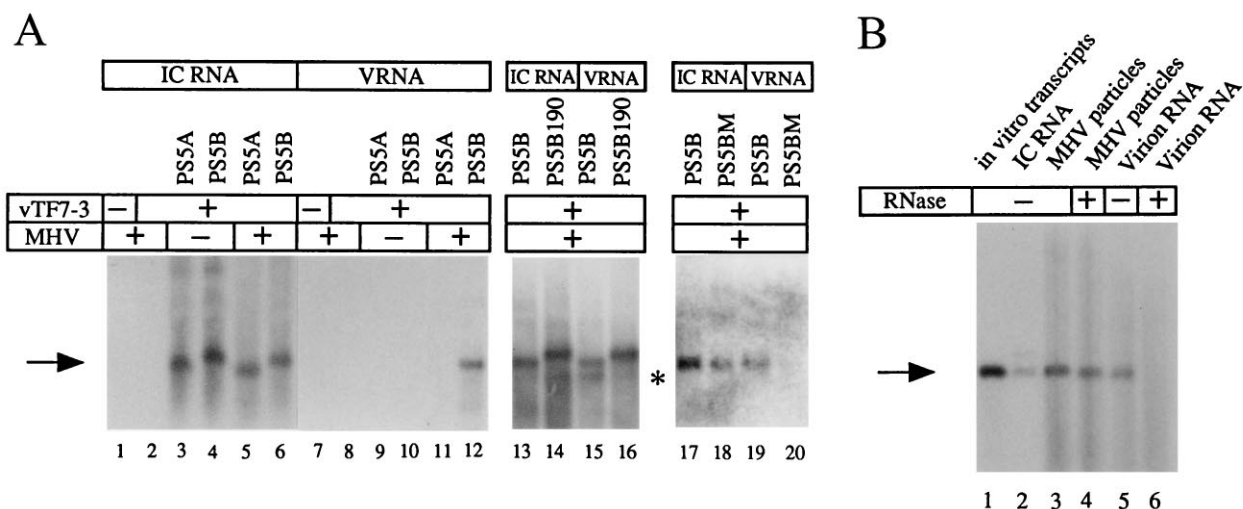 A
B
IC RNA VRNA
IC RNA VRNA
IC RNA VRNA
PS5A PS5B PS5A PS5B PS5A PS5B PS5A PS5B
PS5B PS5B190 PS5B PS5B190
PS5B PS5BM PS5B PS5BM
in vitro transcripts
IC RNA
MHV particles
MHV particles
Virion RNA
Virion RNA
vTF7-3 − + − + + +
MHV + − + + − + + +
RNase − + − +
*
1 2 3 4 5 6 7 8 9 10 11 12 13 14 15 16 17 18 19 20
1 2 3 4 5 6